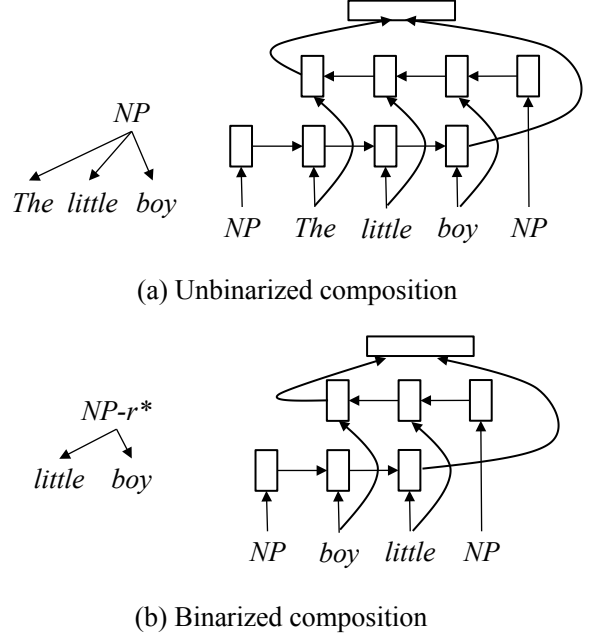 NP
The little boy
NP The little boy NP
(a) Unbinarized composition
NP-r*
little boy
NP boy little NP
(b) Binarized composition